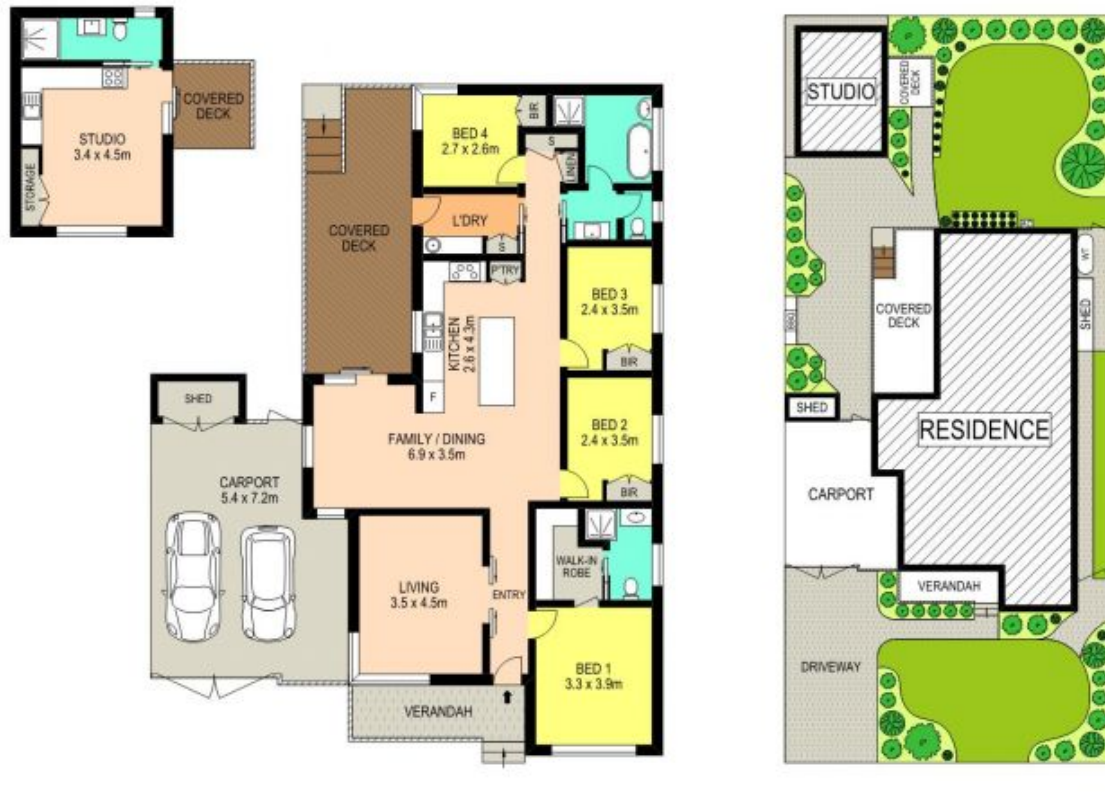 COVERED
DECK
STUDIO
3.4 x 4.5m
STORAGE
COVERED
DECK
BED 4
2.7 x 2.6m
BIR
S
LINEN
L'DRY
S
P'TRY
KITCHEN
2.6 x 4.3m
F
BED 3
2.4 x 3.5m
BIR
BED 2
2.4 x 3.5m
BIR
FAMILY / DINING
6.9 x 3.5m
SHED
CARPORT
5.4 x 7.2m
LIVING
3.5 x 4.5m
ENTRY
WALK-IN
ROBE
BED 1
3.3 x 3.9m
VERANDAH
STUDIO
COVERED
DECK
COVERED
DECK
WT
SHED
BBQ
SHED
RESIDENCE
CARPORT
VERANDAH
DRIVEWAY